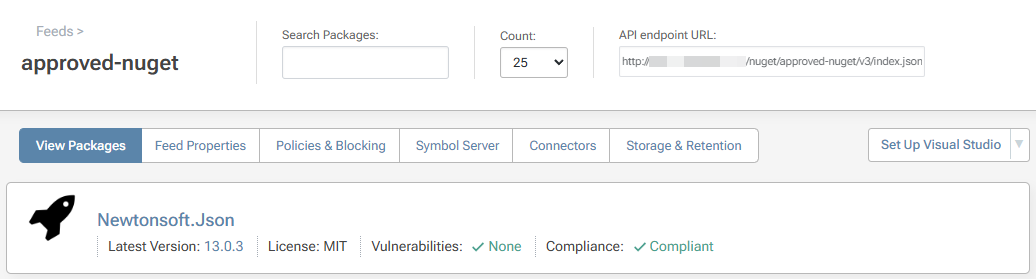 Feeds >
approved-nuget
Search Packages:
Count:
25
API endpoint URL:
http:// /nuget/approved-nuget/v3/index.json
View Packages
Feed Properties
Policies & Blocking
Symbol Server
Connectors
Storage & Retention
Set Up Visual Studio
Newtonsoft.Json
Latest Version: 13.0.3 License: MIT Vulnerabilities: ✓ None Compliance: ✓ Compliant